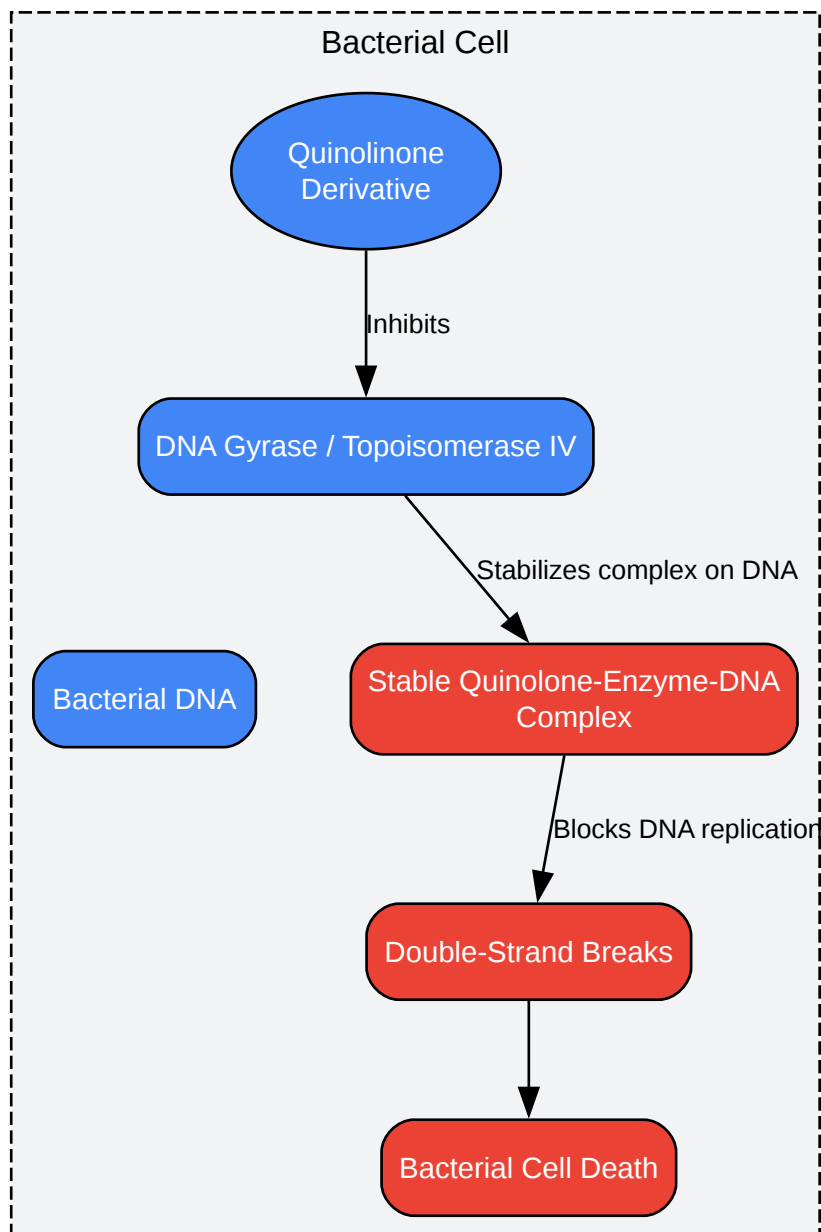 Bacterial Cell
Quinolinone
Derivative
Inhibits
DNA Gyrase / Topoisomerase IV
Stabilizes complex on DNA
Bacterial DNA
Stable Quinolone-Enzyme-DNA
Complex
Blocks DNA replication
Double-Strand Breaks
Bacterial Cell Death